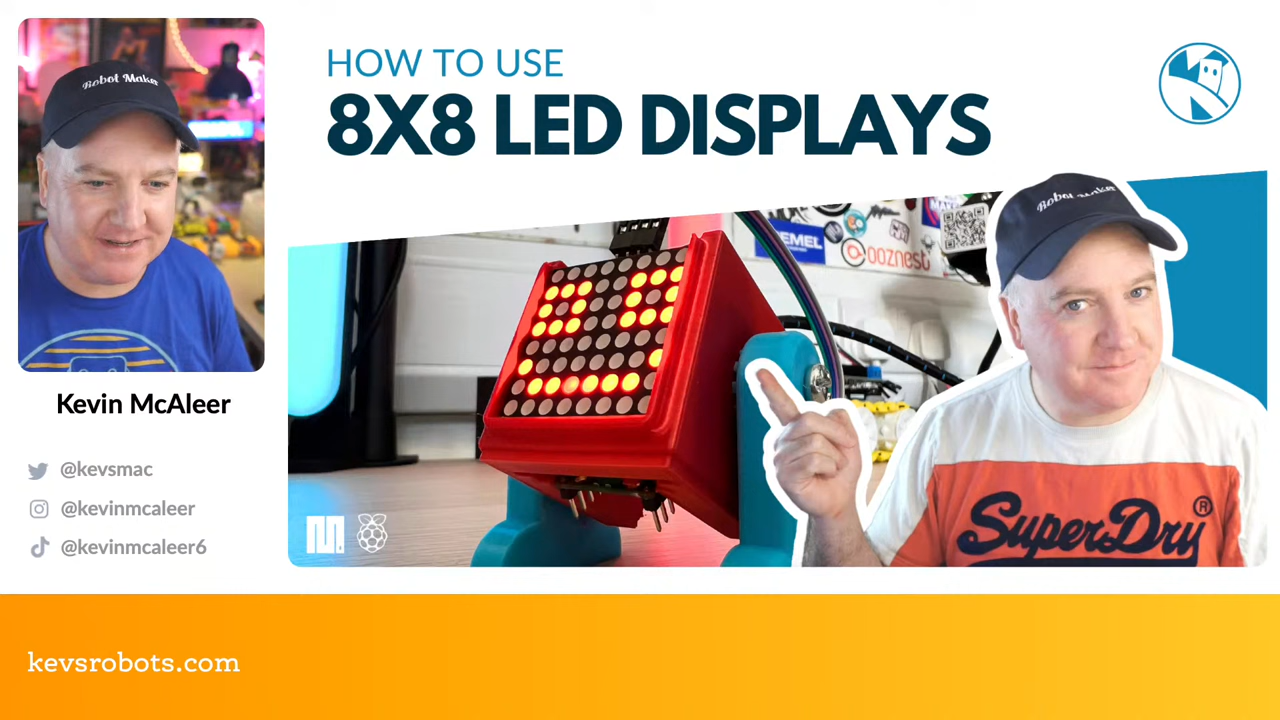 Robot Maker
HOW TO USE
8X8 LED DISPLAYS
Robot Maker
ooznest
SuperDry
®
Kevin McAleer
@kevsmac
@kevinmcaleer
@kevinmcaleer6
kevsrobots.com